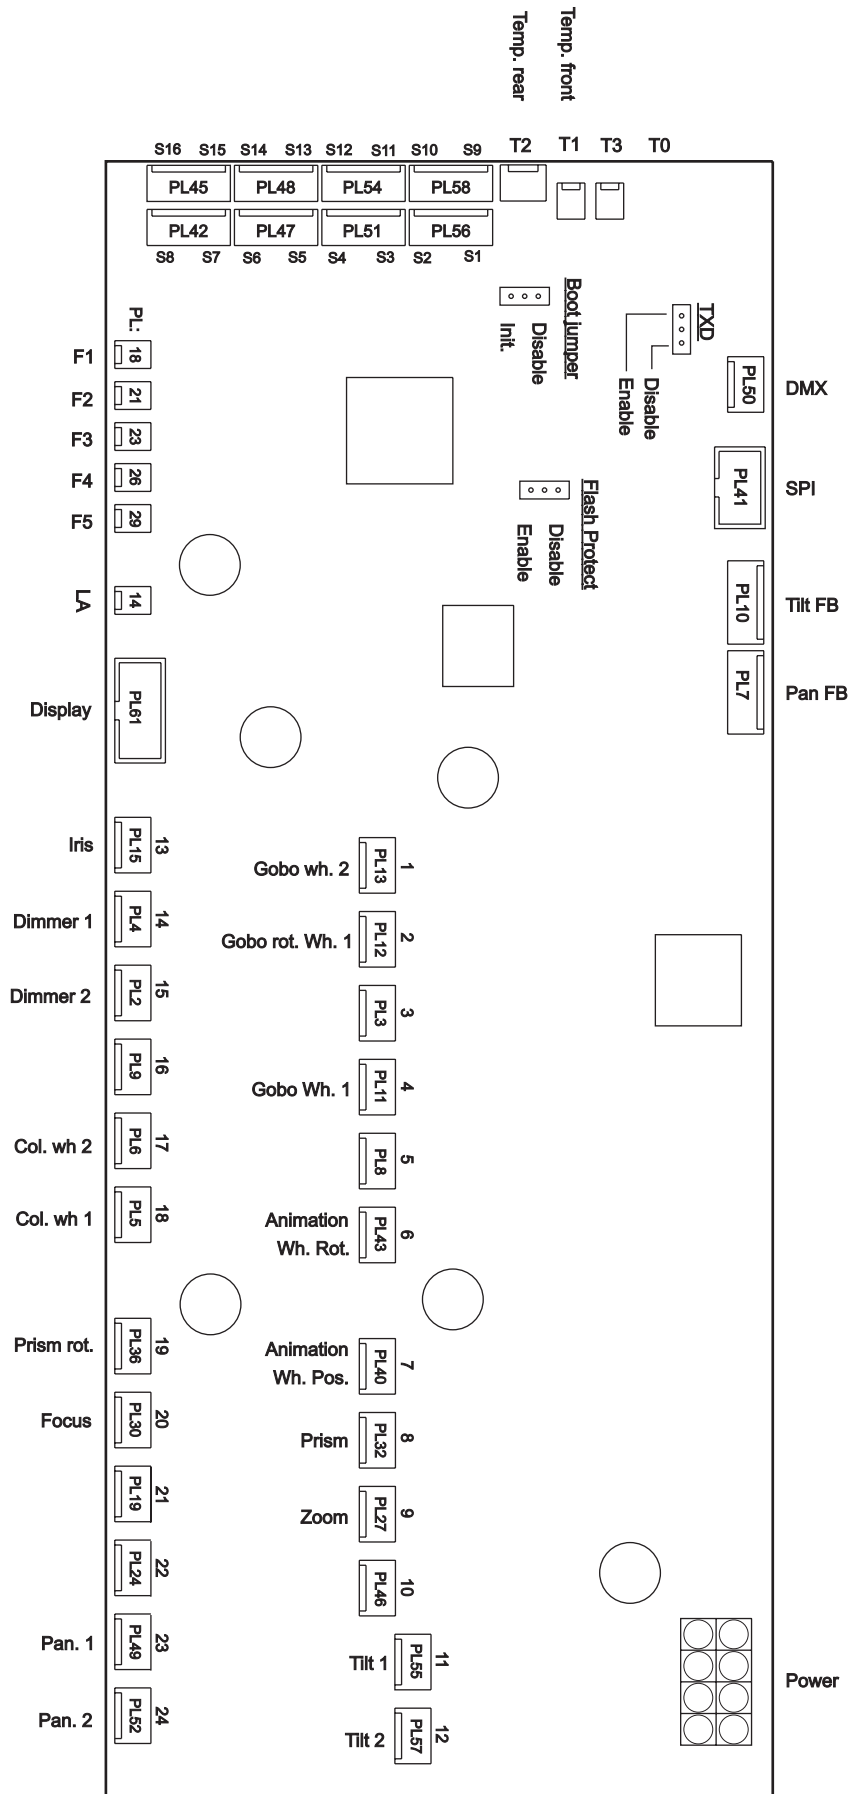 Temp. rear
Temp. front
S16 S15 S14 S13 S12 S11 S10 S9 T2 T1 T3 T0
PL45 PL48 PL54 PL58
PL42 PL47 PL51 PL56
S8 S7 S6 S5 S4 S3 S2 S1
Boot jumper
Disable
Init.
TXD
Disable
Enable
PL:
F1 18
F2 21
F3 23
F4 26
F5 29
LA 14
PL50 DMX
PL41 SPI
Flash Protect
Disable
Enable
PL10 Tilt FB
PL7 Pan FB
Display PL61
Iris PL15 13
Dimmer 1 PL4 14
Dimmer 2 PL2 15
PL9 16
Col. wh 2 PL6 17
Col. wh 1 PL5 18
Prism rot. PL36 19
Focus PL30 20
PL19 21
PL24 22
Pan. 1 PL49 23
Pan. 2 PL52 24
Gobo wh. 2 PL13 1
Gobo rot. Wh. 1 PL12 2
PL3 3
Gobo Wh. 1 PL11 4
PL8 5
Animation
Wh. Rot. PL43 6
Animation
Wh. Pos. PL40 7
Prism PL32 8
Zoom PL27 9
PL46 10
Tilt 1 PL55 11
Tilt 2 PL57 12
Power